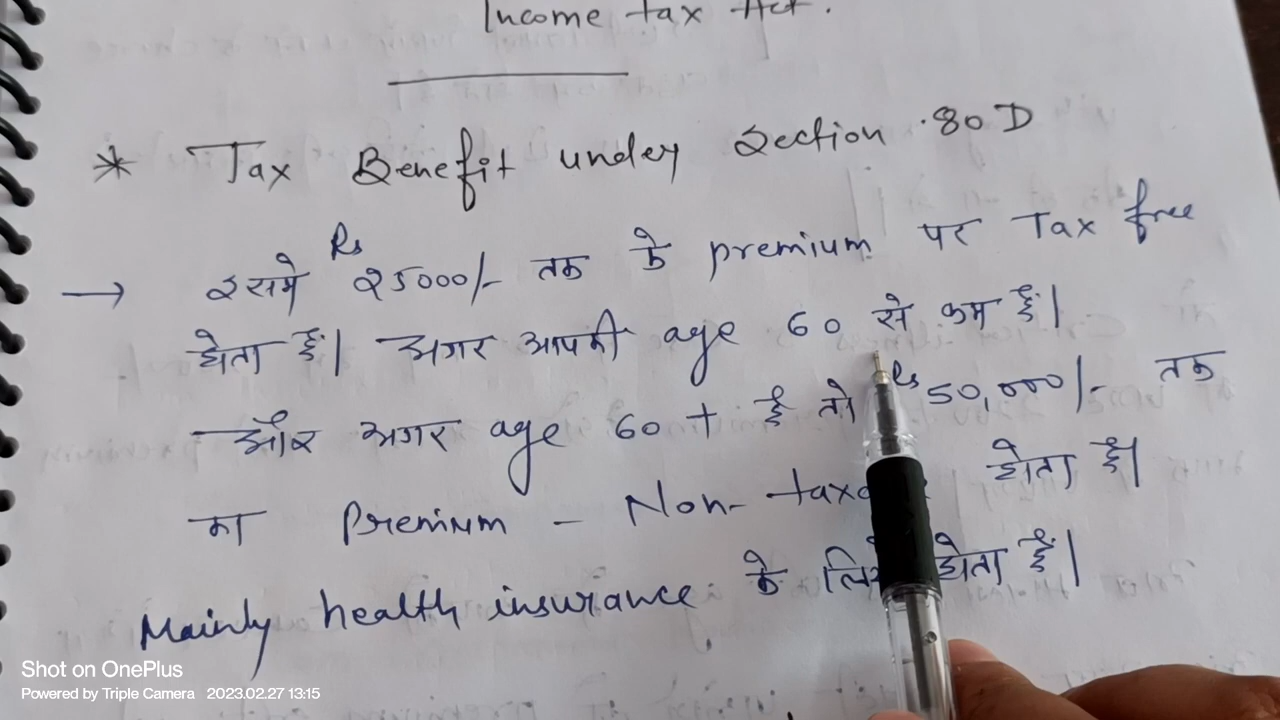 Income tax Act.
* Tax Benefit under Section 80 D
→ इसमे Rs 25000/- तक के premium पर Tax free
होता हैं। अगर आपकी age 60 से कम हैं।
और अगर age 60 + है तो Rs 50,000/- तक
का Premium - Non- होता है।
Mainly health insurance के होता है।
Shot on OnePlus
Powered by Triple Camera 2023.02.27 13:15